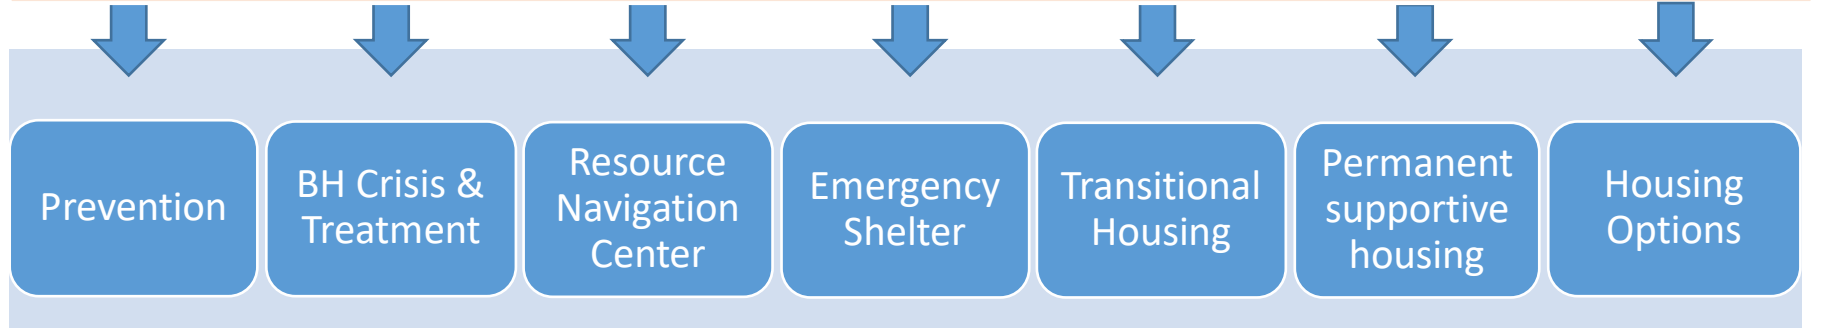 Prevention
BH Crisis &
Treatment
Resource
Navigation
Center
Emergency
Shelter
Transitional
Housing
Permanent
supportive
housing
Housing
Options